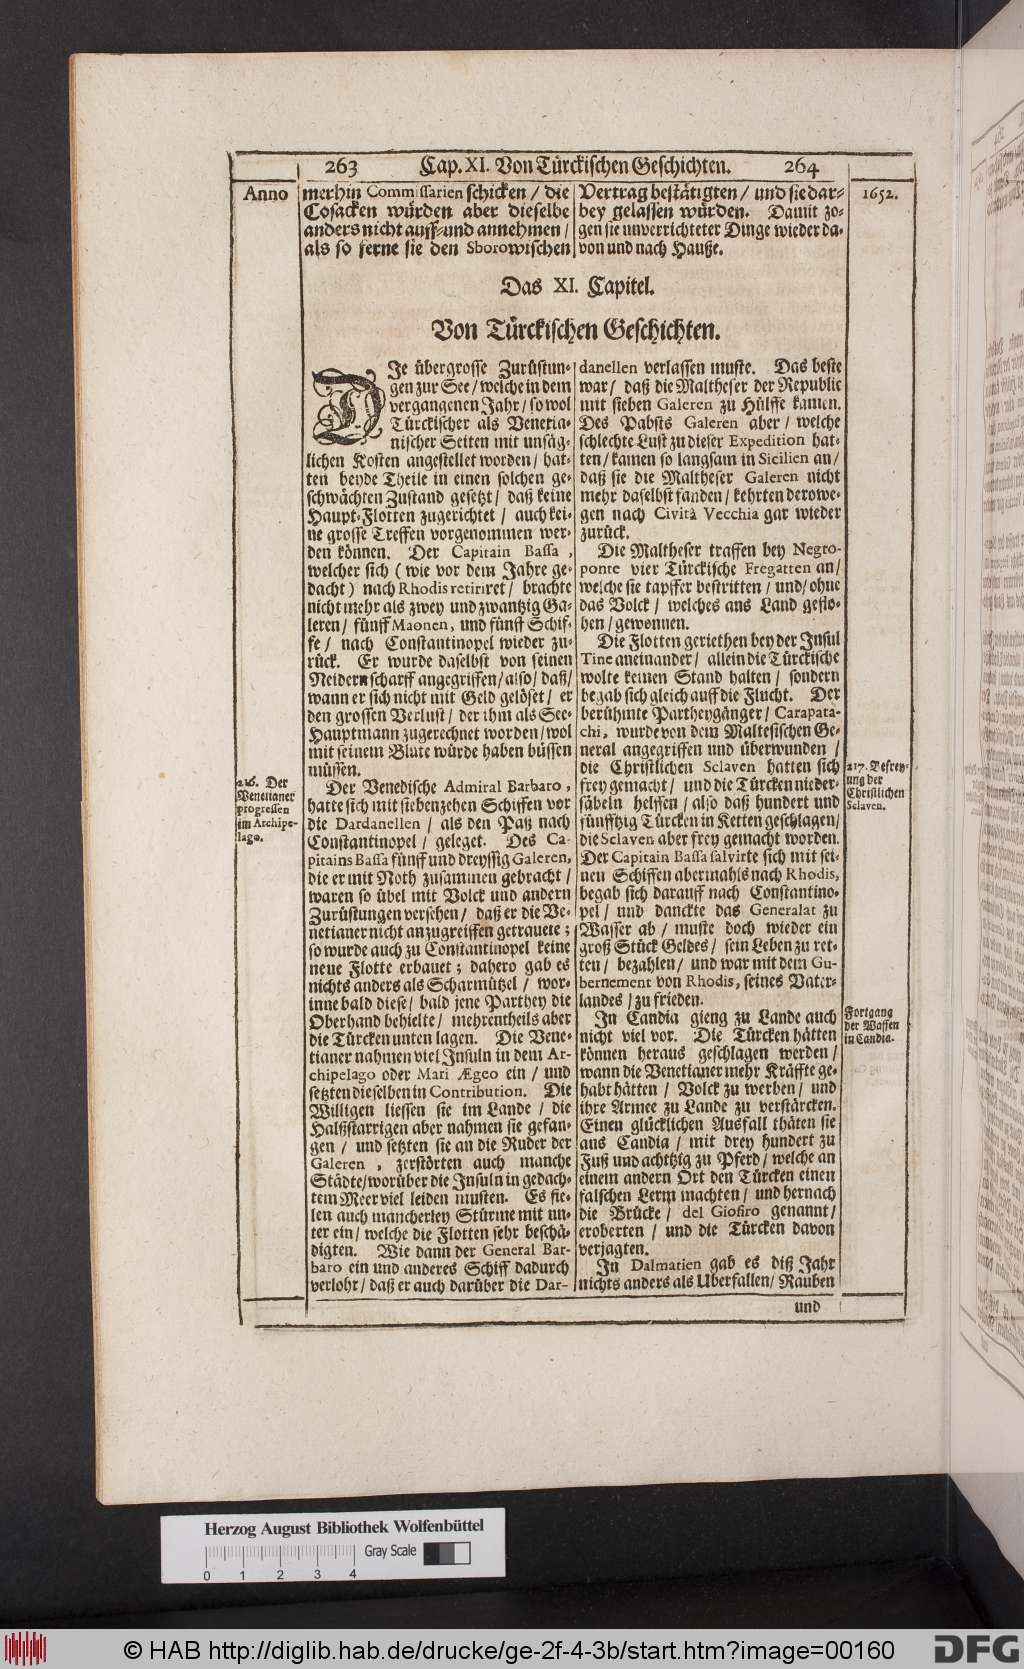 263 Cap. XI. Von Türckischen Geschichten. 264
Anno
1652.
merhin Commissarien schicken / die
Cosacken würden aber dieselbe
anders nicht auff- und annehmen /
als so ferne sie den Sborowischen
Vertrag bestätigten / und sie dar-
bey gelassen würden. Damit zo-
gen sie unverrichteter Dinge wieder da-
von und nach Hauße.
Das XI. Capitel.
Von Türckischen Geschichten.
DIe übergrosse Zurüstun-
gen zur See / welche in dem
vergangenen Jahr / so wol
Türckischer als Venetia-
nischer Seiten mit unsäg-
lichen Kosten angestellet worden / hat-
ten beyde Theile in einen solchen ge-
schwächten Zustand gesetzt / daß keine
Haupt-Flotten zugerichtet / auch kei-
ne grosse Treffen vorgenommen wer-
den können. Der Capitain Bassa,
welcher sich ( wie vor dem Jahre ge-
dacht ) nach Rhodis retiriret / brachte
nicht mehr als zwey und zwantzig Ga-
leren / fünff Maonen, und fünff Schif-
fe / nach Constantinopel wieder zu-
rück. Er wurde daselbst von seinen
Neidern scharff angegriffen / also / daß /
wann er sich nicht mit Geld gelöset / er
den grossen Verlust / der ihm als See-
Hauptmann zugerechnet worden / wol
mit seinem Blute würde haben büssen
müssen.
216. Der
Venetianer
progressen
im Archipe-
lago.
Der Venedische Admiral Barbaro,
hatte sich mit siebenzehen Schiffen vor
die Dardanellen / als den Paß nach
Constantinopel / geleget. Des Ca-
pitains Bassa fünff und dreyssig Galeren,
die er mit Noth zusammen gebracht /
waren so übel mit Volck und andern
Zurüstungen versehen / daß er die Ve-
netianer nicht anzugreiffen getrauete ;
so wurde auch zu Constantinopel keine
neue Flotte erbauet ; dahero gab es
nichts anders als Scharmützel / wor-
inne bald diese / bald jene Parthey die
Oberhand behielte / mehrentheils aber
die Türcken unten lagen. Die Vene-
tianer nahmen viel Insuln in dem Ar-
chipelago oder Mari Ægeo ein / und
setzten dieselben in Contribution. Die
Willigen liessen sie im Lande / die
Halßstarrigen aber nahmen sie gefan-
gen / und setzten sie an die Ruder der
Galeren, zerstörten auch manche
Städte / worüber die Insuln in gedach-
tem Meer viel leiden musten. Es fie-
len auch mancherley Stürme mit un-
ter ein / welche die Flotten sehr beschä-
digten. Wie dann der General Bar-
baro ein und anderes Schiff dadurch
verlohr / daß er auch darüber die Dar-
danellen verlassen muste. Das beste
war / daß die Maltheser der Republic
mit sieben Galeren zu Hülffe kamen.
Des Pabsts Galeren aber / welche
schlechte Lust zu dieser Expedition hat-
ten / kamen so langsam in Sicilien an /
daß sie die Maltheser Galeren nicht
mehr daselbst fanden / kehrten derowe-
gen nach Cività Vecchia gar wieder
zurück.
Die Maltheser traffen bey Negro-
ponte vier Türckische Fregatten an /
welche sie tapffer bestritten / und / ohne
das Volck / welches ans Land geflo-
hen / gewonnen.
Die Flotten geriethen bey der Insul
Tine aneinander / allein die Türckische
wolte keinen Stand halten / sondern
begab sich gleich auff die Flucht. Der
berühmte Partheygänger / Carapata-
chi, wurde von dem Maltesischen Ge-
neral angegriffen und überwunden /
die Christlichen Sclaven hatten sich
frey gemacht / und die Türcken nieder-
säbeln helffen / also daß hundert und
fünfftzig Türcken in Ketten geschlagen /
die Sclaven aber frey gemacht worden.
Der Capitain Bassa salvirte sich mit sei-
nen Schiffen abermahls nach Rhodis,
begab sich darauff nach Constantino-
pel / und danckte das Generalat zu
Wasser ab / muste doch wieder ein
groß Stück Geldes / sein Leben zu ret-
ten / bezahlen / und war mit dem Gu-
bernement von Rhodis, seines Vater-
landes / zu frieden.
217. Befrey-
ung der
Christlichen
Sclaven.
In Candia gieng zu Lande auch
nicht viel vor. Die Türcken hätten
können heraus geschlagen werden /
wann die Venetianer mehr Kräffte ge-
habt hätten / Volck zu werben / und
ihre Armee zu Lande zu verstärcken.
Einen glücklichen Ausfall thäten sie
aus Candia / mit drey hundert zu
Fuß und achtzig zu Pferd / welche an
einem andern Ort den Türcken einen
falschen Lerm machten / und hernach
die Brücke / del Giofiro genannt /
eroberten / und die Türcken davon
verjagten.
Fortgang
der Waffen
in Candia.
In Dalmatien gab es diß Jahr
nichts anders als Uberfallen / Rauben
und
Herzog August Bibliothek Wolfenbüttel
Gray Scale
0 1 2 3 4
© HAB http://diglib.hab.de/drucke/ge-2f-4-3b/start.htm?image=00160
DFG